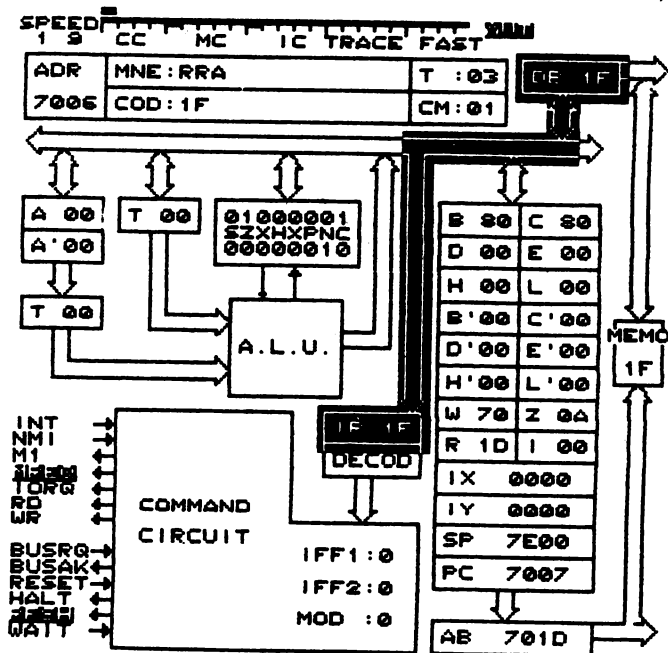 SPEED
1 9 CC MC IC TRACE FAST
ADR MNE:RRA T :03
7006 COD:1F CM:01
DB 1F
A 00
A'00
T 00
T 00
01000001
SZXHXPNC
00000010
A.L.U.
B 80 C 80
D 00 E 00
H 00 L 00
B'00 C'00
D'00 E'00
H'00 L'00
W 70 Z 0A
R 1D I 00
IX 0000
IY 0000
SP 7E00
PC 7007
AB 701D
MEMO
1F
IR 1F
DECOD
INT
NMI
M1
IORQ
RD
WR
BUSRQ
BUSAK
RESET
HALT
WAIT
COMMAND
CIRCUIT
IFF1:0
IFF2:0
MOD :0